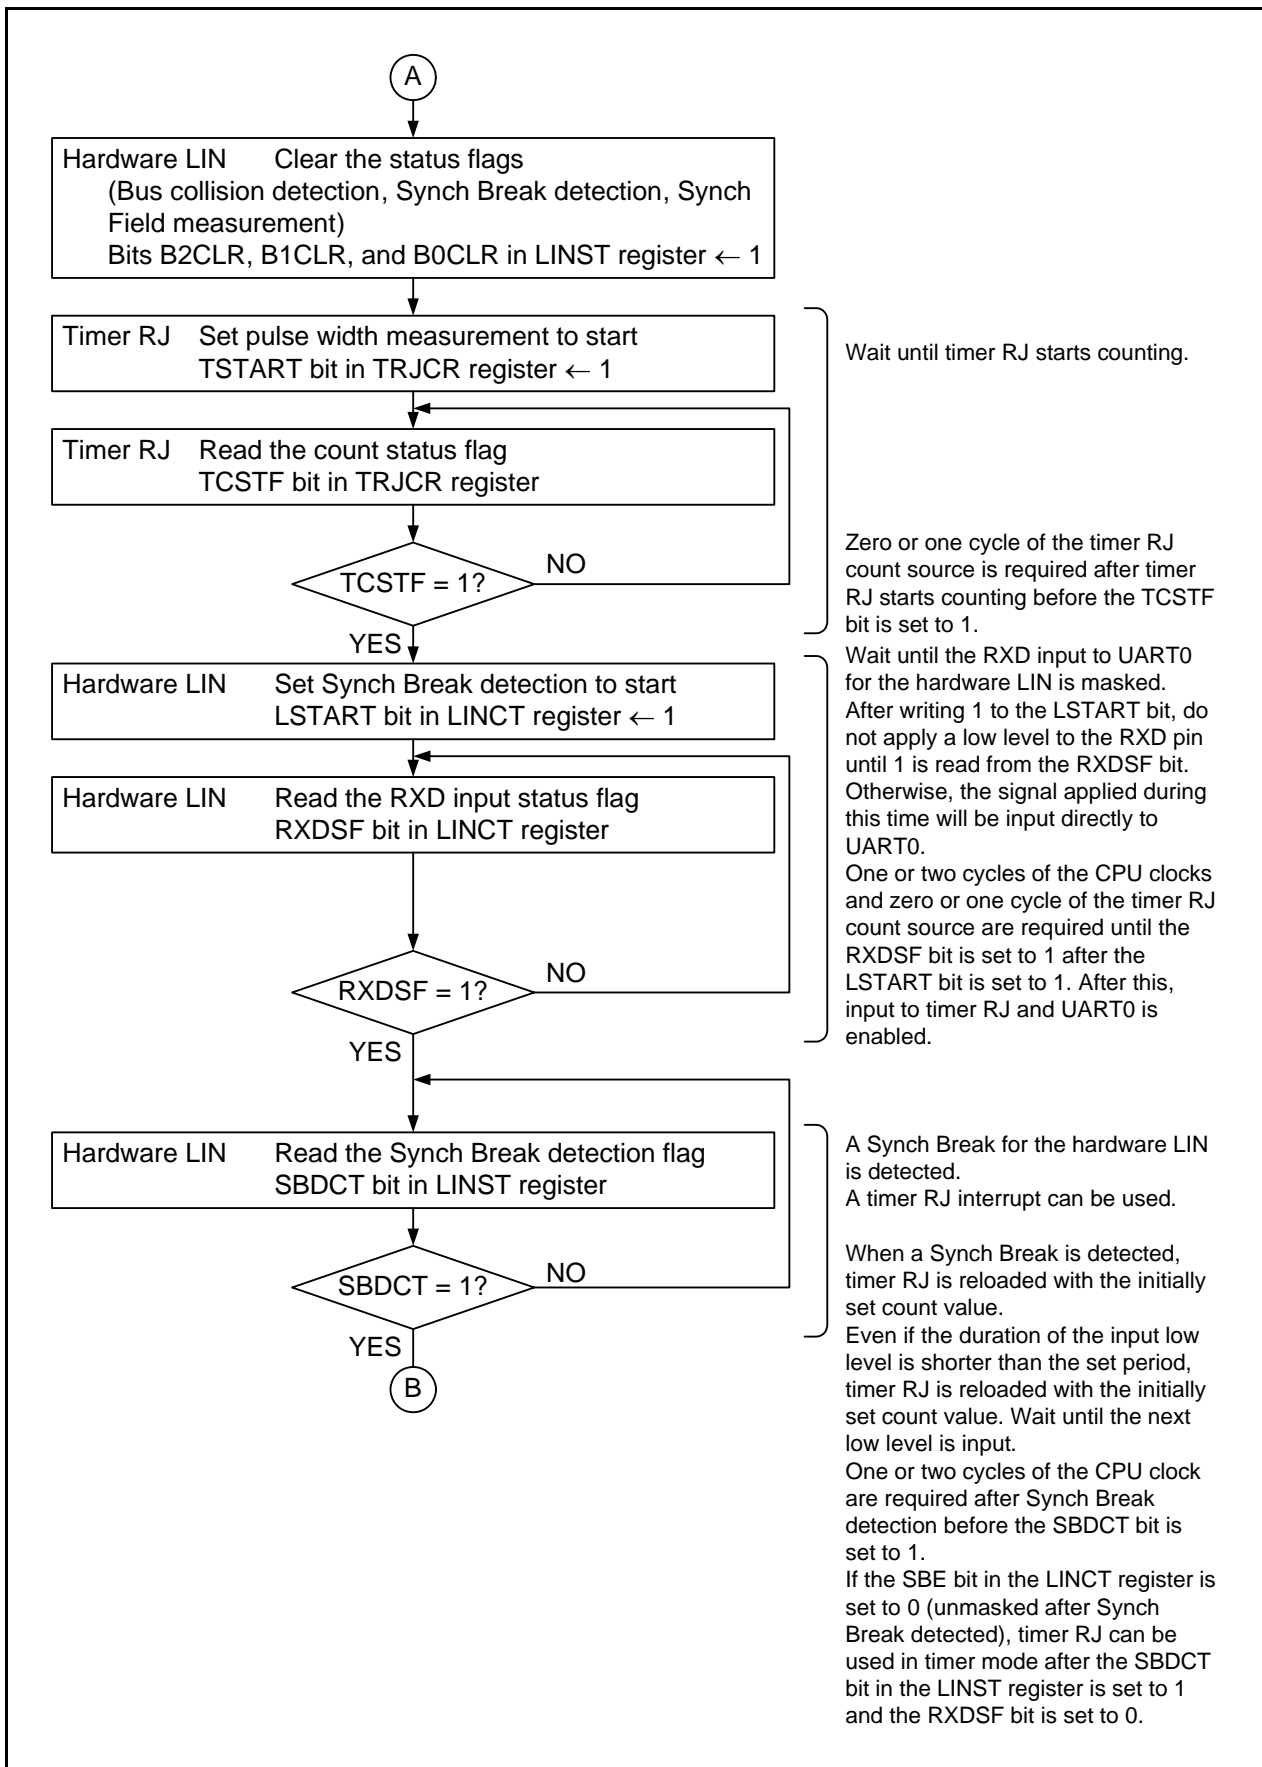 A
Hardware LIN Clear the status flags
(Bus collision detection, Synch Break detection, Synch
Field measurement)
Bits B2CLR, B1CLR, and B0CLR in LINST register ← 1
Timer RJ Set pulse width measurement to start
TSTART bit in TRJCR register ← 1
Wait until timer RJ starts counting.
Timer RJ Read the count status flag
TCSTF bit in TRJCR register
TCSTF = 1?
NO
YES
Zero or one cycle of the timer RJ
count source is required after timer
RJ starts counting before the TCSTF
bit is set to 1.
Hardware LIN Set Synch Break detection to start
LSTART bit in LINCT register ← 1
Hardware LIN Read the RXD input status flag
RXDSF bit in LINCT register
RXDSF = 1?
NO
YES
Wait until the RXD input to UART0
for the hardware LIN is masked.
After writing 1 to the LSTART bit, do
not apply a low level to the RXD pin
until 1 is read from the RXDSF bit.
Otherwise, the signal applied during
this time will be input directly to
UART0.
One or two cycles of the CPU clocks
and zero or one cycle of the timer RJ
count source are required until the
RXDSF bit is set to 1 after the
LSTART bit is set to 1. After this,
input to timer RJ and UART0 is
enabled.
Hardware LIN Read the Synch Break detection flag
SBDCT bit in LINST register
SBDCT = 1?
NO
YES
B
A Synch Break for the hardware LIN
is detected.
A timer RJ interrupt can be used.
When a Synch Break is detected,
timer RJ is reloaded with the initially
set count value.
Even if the duration of the input low
level is shorter than the set period,
timer RJ is reloaded with the initially
set count value. Wait until the next
low level is input.
One or two cycles of the CPU clock
are required after Synch Break
detection before the SBDCT bit is
set to 1.
If the SBE bit in the LINCT register is
set to 0 (unmasked after Synch
Break detected), timer RJ can be
used in timer mode after the SBDCT
bit in the LINST register is set to 1
and the RXDSF bit is set to 0.